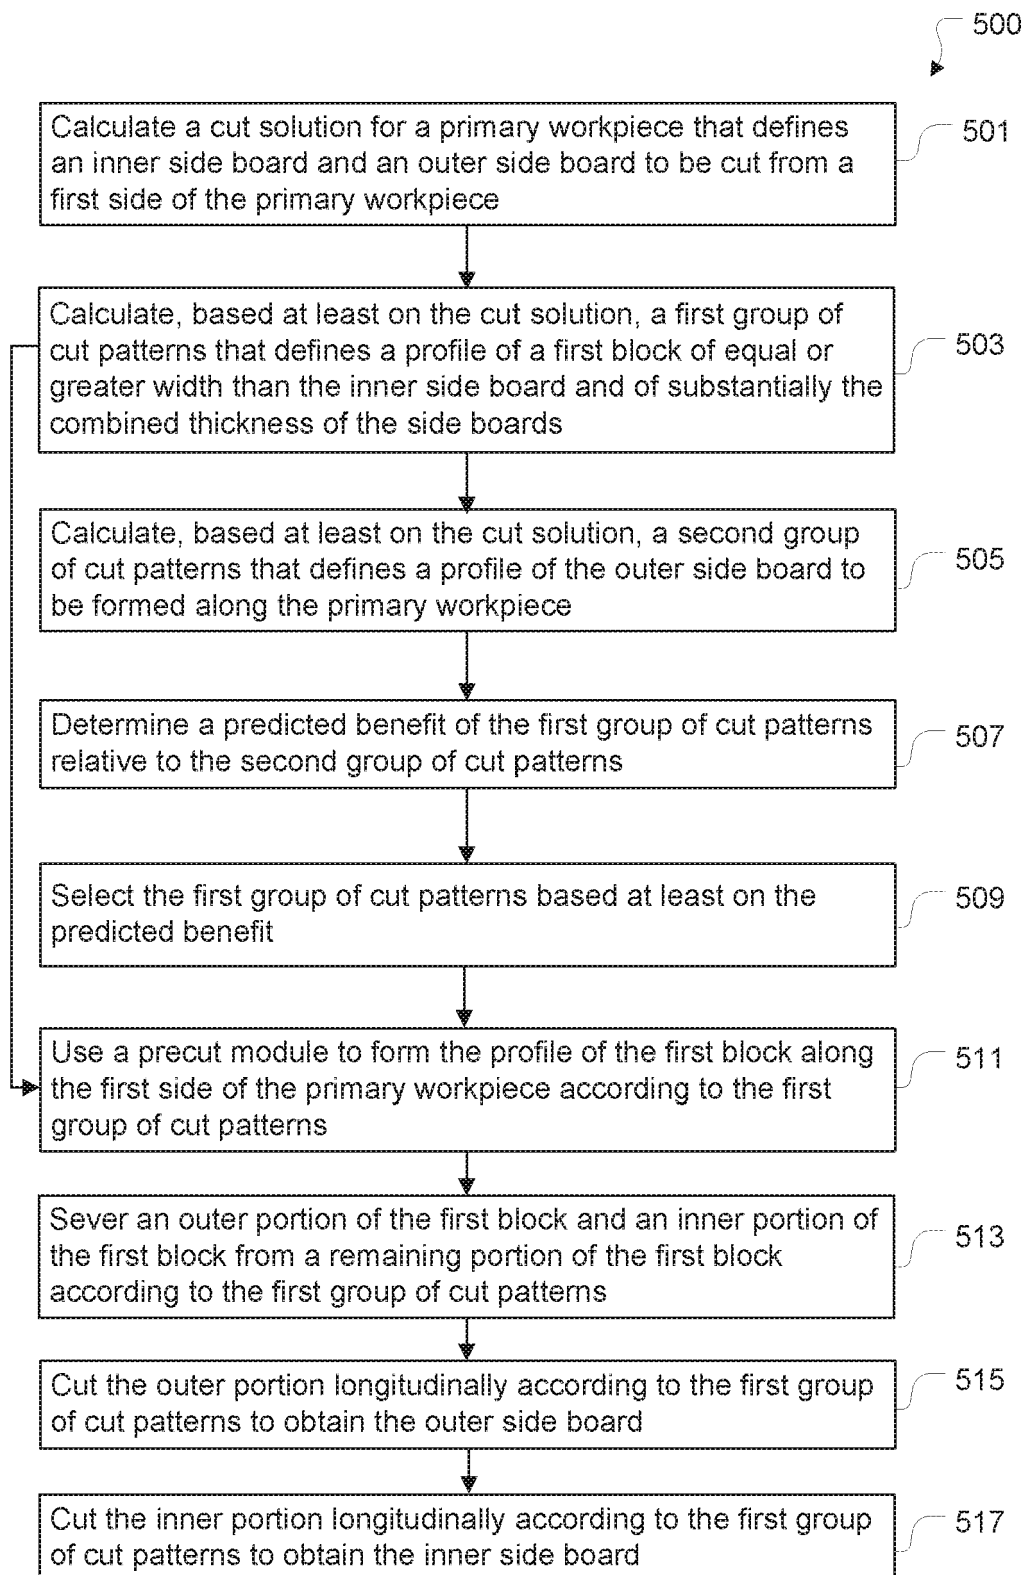 500
Calculate a cut solution for a primary workpiece that defines
an inner side board and an outer side board to be cut from a
first side of the primary workpiece
501
Calculate, based at least on the cut solution, a first group of
cut patterns that defines a profile of a first block of equal or
greater width than the inner side board and of substantially the
combined thickness of the side boards
503
Calculate, based at least on the cut solution, a second group
of cut patterns that defines a profile of the outer side board to
be formed along the primary workpiece
505
Determine a predicted benefit of the first group of cut patterns
relative to the second group of cut patterns
507
Select the first group of cut patterns based at least on the
predicted benefit
509
Use a precut module to form the profile of the first block along
the first side of the primary workpiece according to the first
group of cut patterns
511
Sever an outer portion of the first block and an inner portion of
the first block from a remaining portion of the first block
according to the first group of cut patterns
513
Cut the outer portion longitudinally according to the first group
of cut patterns to obtain the outer side board
515
Cut the inner portion longitudinally according to the first group
of cut patterns to obtain the inner side board
517